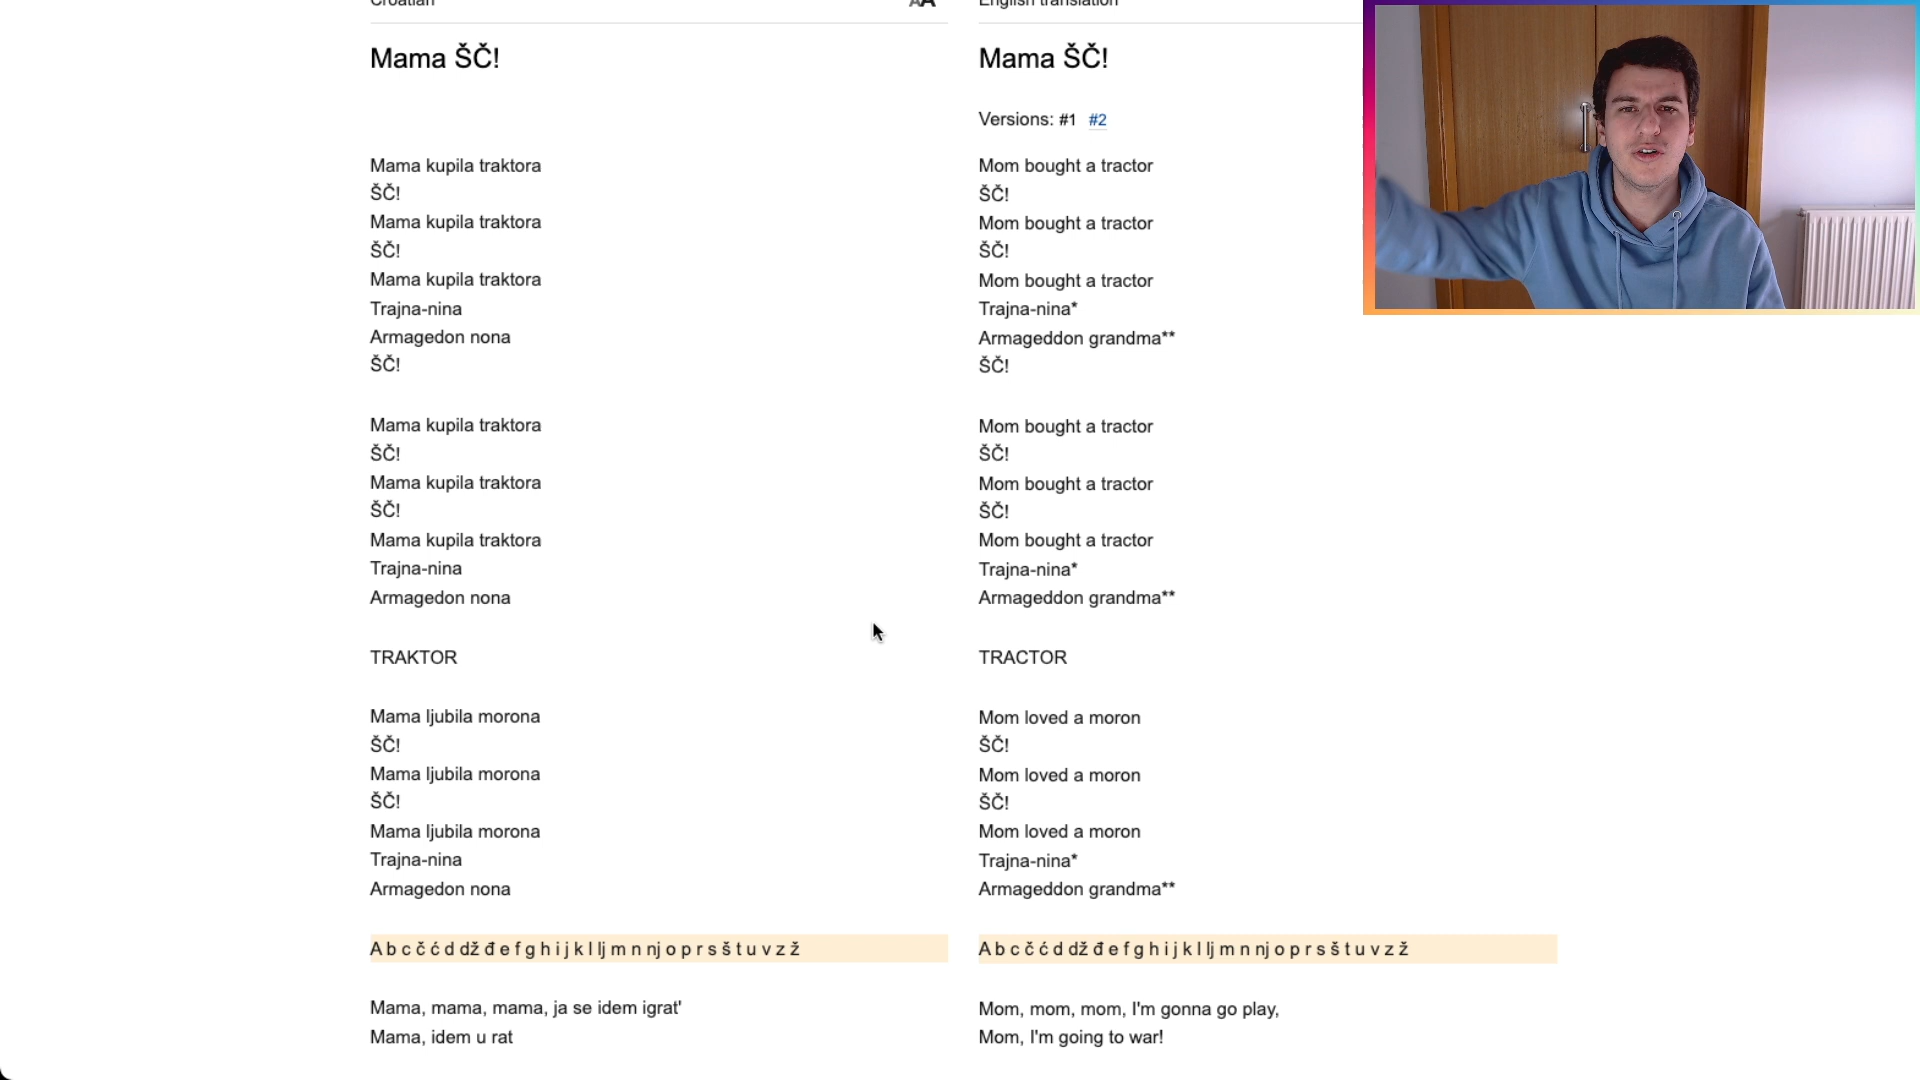 Croatian
AA
Mama ŠČ!
Mama kupila traktora
ŠČ!
Mama kupila traktora
ŠČ!
Mama kupila traktora
Trajna-nina
Armagedon nona
ŠČ!
Mama kupila traktora
ŠČ!
Mama kupila traktora
ŠČ!
Mama kupila traktora
Trajna-nina
Armagedon nona
TRAKTOR
Mama ljubila morona
ŠČ!
Mama ljubila morona
ŠČ!
Mama ljubila morona
Trajna-nina
Armagedon nona
A b c č ć d dž đ e f g h i j k l lj m n nj o p r s š t u v z ž
Mama, mama, mama, ja se idem igrat'
Mama, idem u rat
English translation
Mama ŠČ!
Versions: #1 #2
Mom bought a tractor
ŠČ!
Mom bought a tractor
ŠČ!
Mom bought a tractor
Trajna-nina*
Armageddon grandma**
ŠČ!
Mom bought a tractor
ŠČ!
Mom bought a tractor
ŠČ!
Mom bought a tractor
Trajna-nina*
Armageddon grandma**
TRACTOR
Mom loved a moron
ŠČ!
Mom loved a moron
ŠČ!
Mom loved a moron
Trajna-nina*
Armageddon grandma**
A b c č ć d dž đ e f g h i j k l lj m n nj o p r s š t u v z ž
Mom, mom, mom, I'm gonna go play,
Mom, I'm going to war!